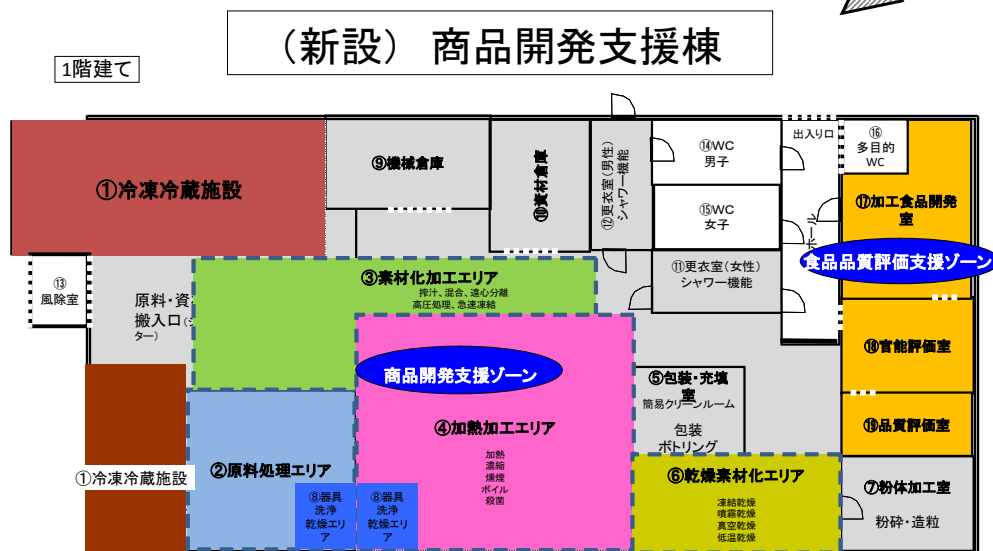 （新設） 商品開発支援棟
1階建て
①冷凍冷蔵施設
⑨機械倉庫
⑩資材倉庫
⑫更衣室(男性)
シャワー機能
⑭WC
男子
⑮WC
女子
⑪更衣室(女性)
シャワー機能
出入り口
ホール
⑯
多目的
WC
⑰加工食品開発
室
食品品質評価支援ゾーン
⑱官能評価室
⑲品質評価室
⑦粉体加工室
粉砕・造粒
⑬
風除室
原料・資
搬入口(シ
ター)
③素材化加工エリア
搾汁、混合、遠心分離
高圧処理、急速凍結
商品開発支援ゾーン
④加熱加工エリア
加熱
濃縮
燻煙
ボイル
殺菌
⑤包装・充填
室
簡易クリーンルーム
包装
ボトリング
⑥乾燥素材化エリア
凍結乾燥
噴霧乾燥
真空乾燥
低温乾燥
①冷凍冷蔵施設
②原料処理エリア
⑧器具
洗浄
乾燥エリ
ア
⑧器具
洗浄
乾燥エリ
ア